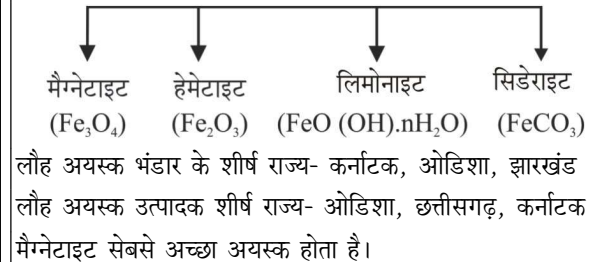 मैग्नेटाइट हेमेटाइट लिमोनाइट सिडेराइट
(Fe₃O₄) (Fe₂O₃) (FeO (OH).nH₂O) (FeCO₃)
लौह अयस्क भंडार के शीर्ष राज्य- कर्नाटक, ओडिशा, झारखंड
लौह अयस्क उत्पादक शीर्ष राज्य- ओडिशा, छत्तीसगढ़, कर्नाटक
मैग्नेटाइट सेबसे अच्छा अयस्क होता है।